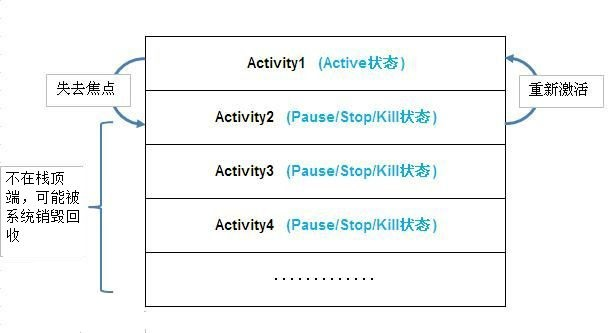 Activity1 (Active状态)
失去焦点
重新激活
Activity2 (Pause/Stop/Kill状态)
Activity3 (Pause/Stop/Kill状态)
不在栈顶
端，可能被
系统销毁回
收
Activity4 (Pause/Stop/Kill状态)
.............